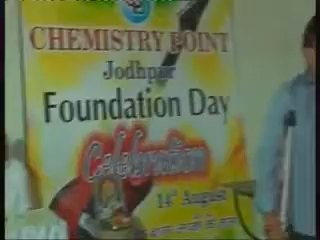 CHEMISTRY POINT
Jodhpur
Foundation Day
Celebration
14th August